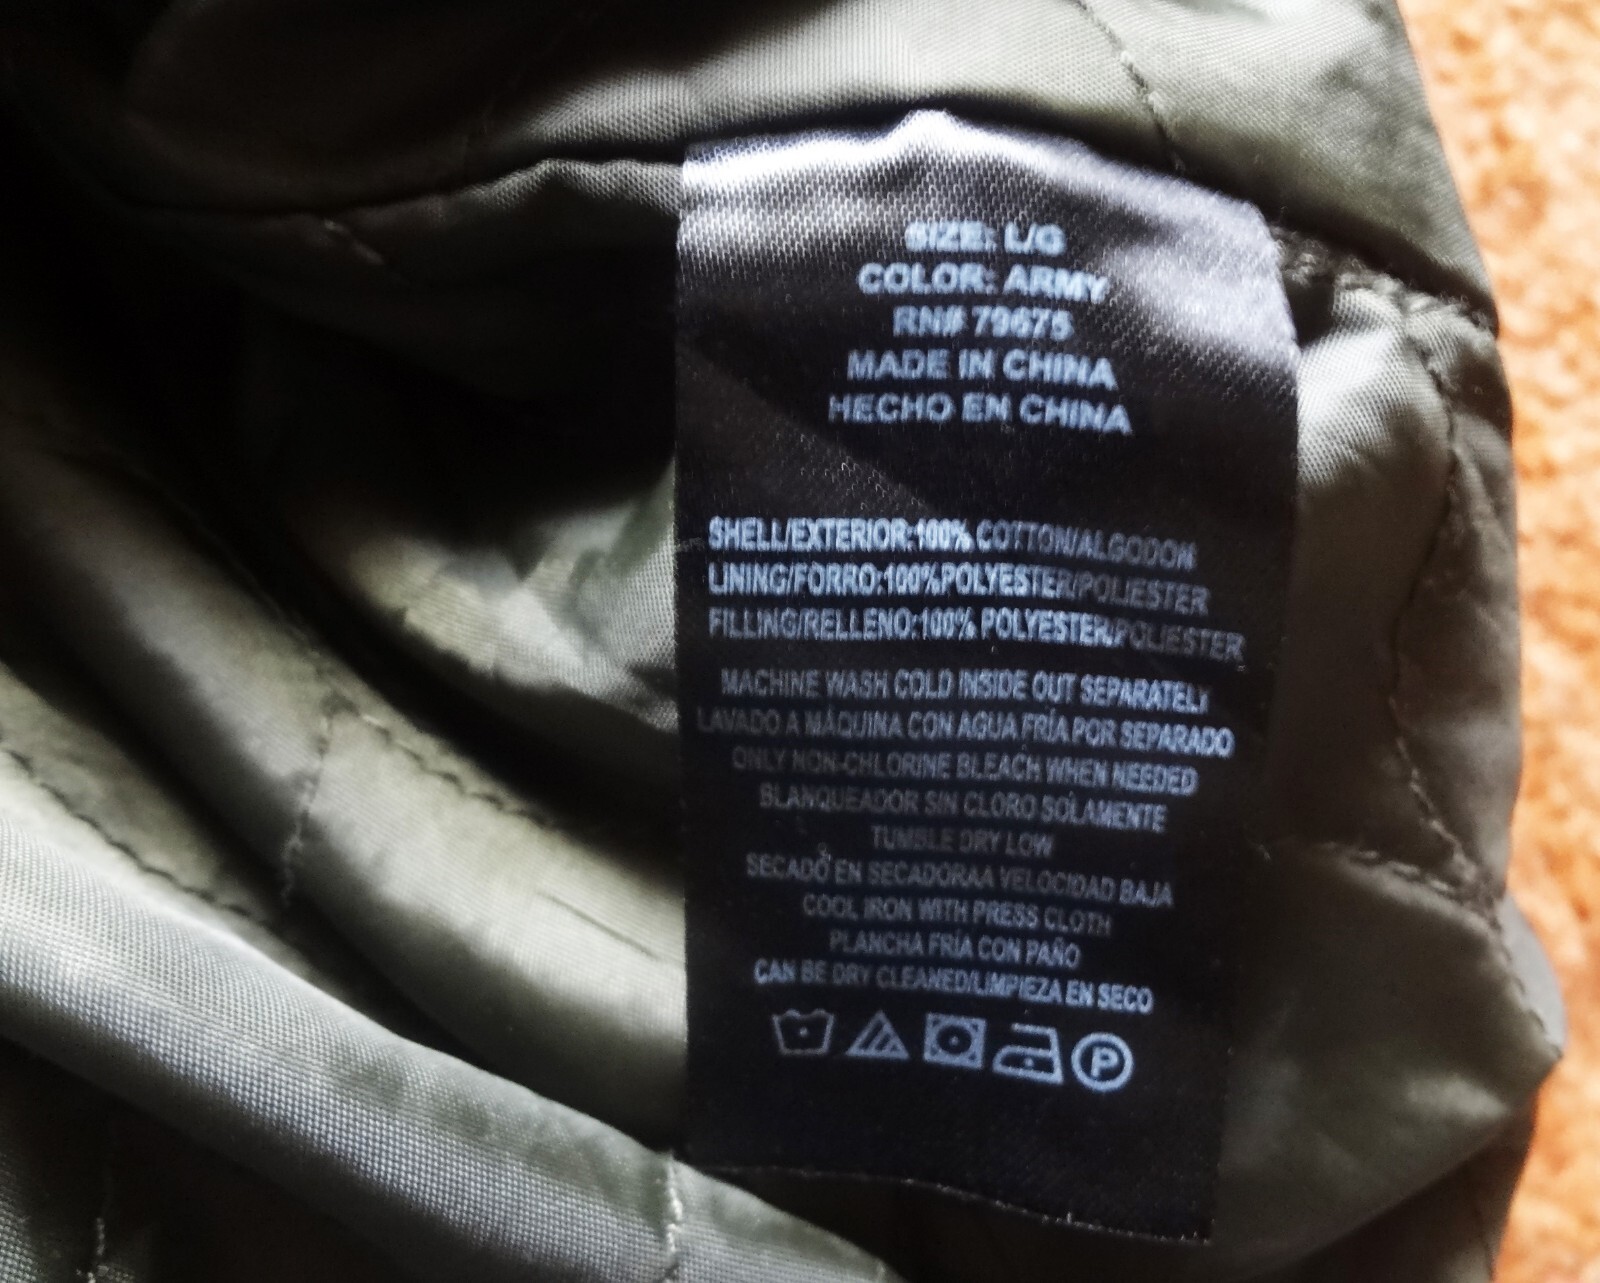 SIZE: L/G
COLOR: ARMY
RN# 79675
MADE IN CHINA
HECHO EN CHINA
SHELL/EXTERIOR:100% COTTON/ALGODON
LINING/FORRO:100%POLYESTER/POLIESTER
FILLING/RELLENO:100% POLYESTER/POLIESTER
MACHINE WASH COLD INSIDE OUT SEPARATELY
LAVADO A MÁQUINA CON AGUA FRÍA POR SEPARADO
ONLY NON-CHLORINE BLEACH WHEN NEEDED
BLANQUEADOR SIN CLORO SOLAMENTE
TUMBLE DRY LOW
SECADO EN SECADORAA VELOCIDAD BAJA
COOL IRON WITH PRESS CLOTH
PLANCHA FRÍA CON PAÑO
CAN BE DRY CLEANED/LIMPIEZA EN SECO
P